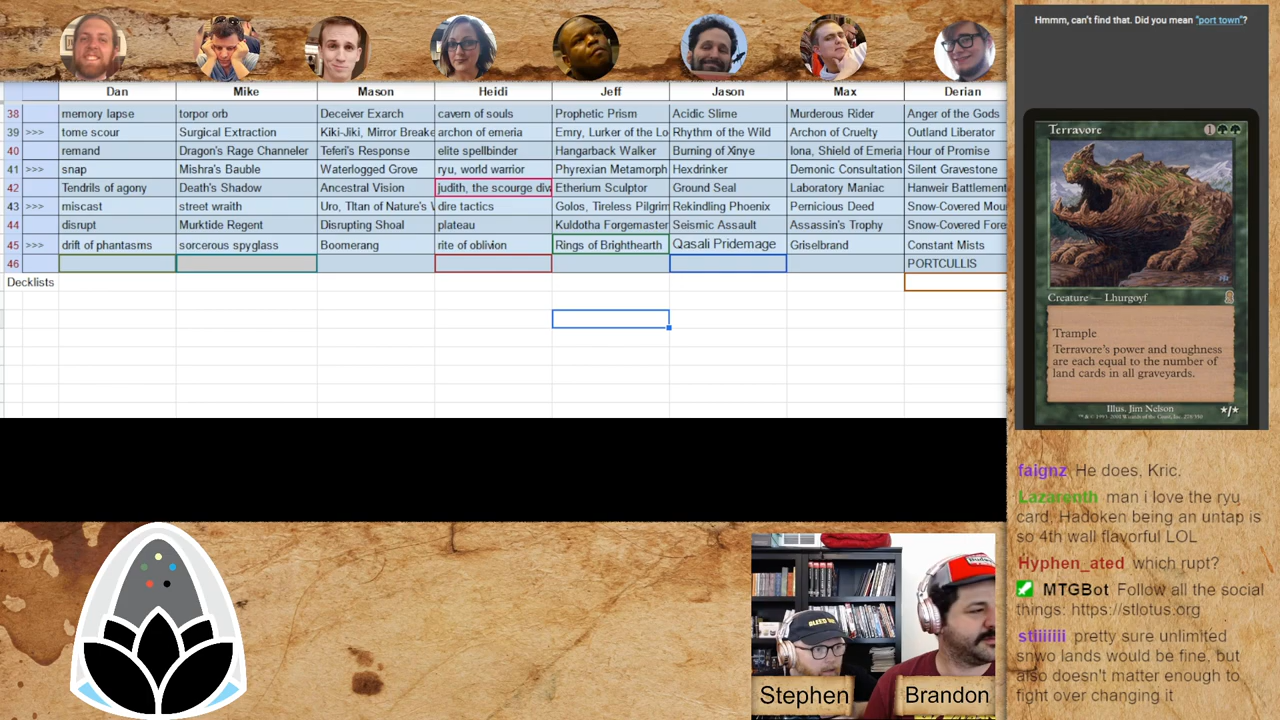 Dan Mike Mason Heidi Jeff Jason Max Derian
38 memory lapse torpor orb Deceiver Exarch cavern of souls Prophetic Prism Acidic Slime Murderous Rider Anger of the Gods
39 >>> tome scour Surgical Extraction Kiki-Jiki, Mirror Breake archon of emeria Emry, Lurker of the Lo Rhythm of the Wild Archon of Cruelty Outland Liberator
40 remand Dragon's Rage Channeler Teferi's Response elite spellbinder Hangarback Walker Burning of Xinye Iona, Shield of Emeria Hour of Promise
41 >>> snap Mishra's Bauble Waterlogged Grove ryu, world warrior Phyrexian Metamorph Hexdrinker Demonic Consultation Silent Gravestone
42 Tendrils of agony Death's Shadow Ancestral Vision judith, the scourge div Etherium Sculptor Ground Seal Laboratory Maniac Hanweir Battlement
43 >>> miscast street wraith Uro, TItan of Nature's W dire tactics Golos, Tireless Pilgrim Rekindling Phoenix Pernicious Deed Snow-Covered Mou
44 disrupt Murktide Regent Disrupting Shoal plateau Kuldotha Forgemaster Seismic Assault Assassin's Trophy Snow-Covered Fore
45 >>> drift of phantasms sorcerous spyglass Boomerang rite of oblivion Rings of Brighthearth Qasali Pridemage Griselbrand Constant Mists
46 PORTCULLIS
Decklists
Hmmm, can't find that. Did you mean "port town"?
Terravore 1
Creature — Lhurgoyf
Trample
Terravore's power and toughness
are each equal to the number of
land cards in all graveyards.
Illus. Jim Nelson
*/*
faignz He does, Kric.
Lazarenth man i love the ryu
card, Hadoken being an untap is
so 4th wall flavorful LOL
Hyphen_ated which rupt?
MTGBot Follow all the social
things: https://stlotus.org
stiiiiiii pretty sure unlimited
snwo lands would be fine, but
also doesn't matter enough to
fight over changing it
Stephen Brandon